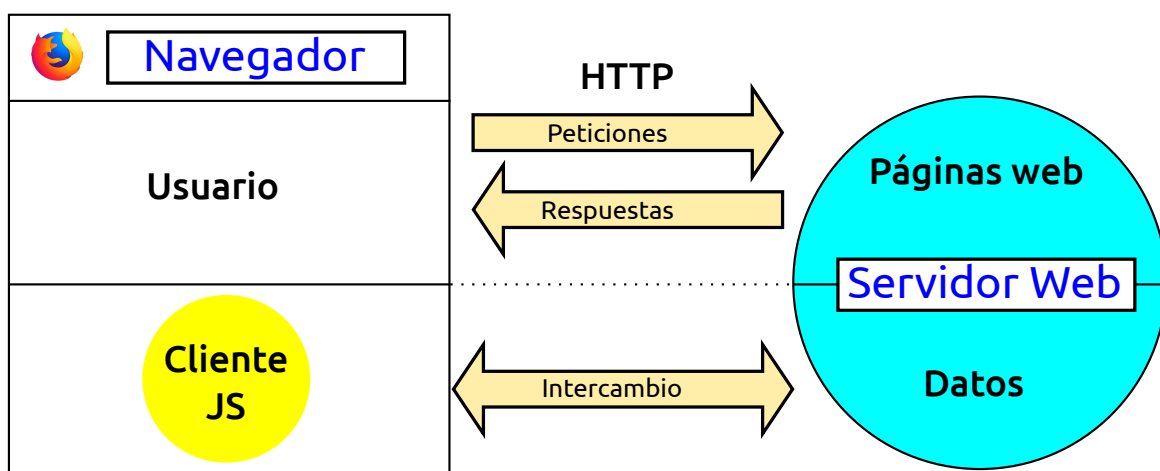 Navegador
HTTP
Peticiones
Usuario
Páginas web
Respuestas
Servidor Web
Cliente
JS
Intercambio
Datos